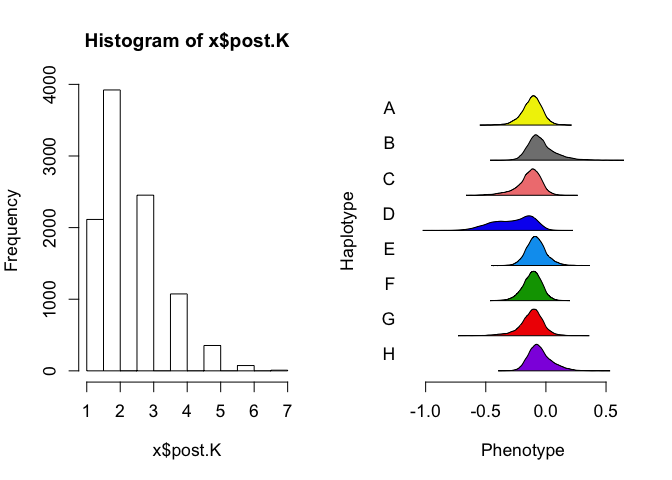 Histogram of x$post.K
Frequency
4000
3000
2000
1000
0
1 2 3 4 5 6 7
x$post.K
Haplotype
A
B
C
D
E
F
G
H
-1.0 -0.5 0.0 0.5
Phenotype